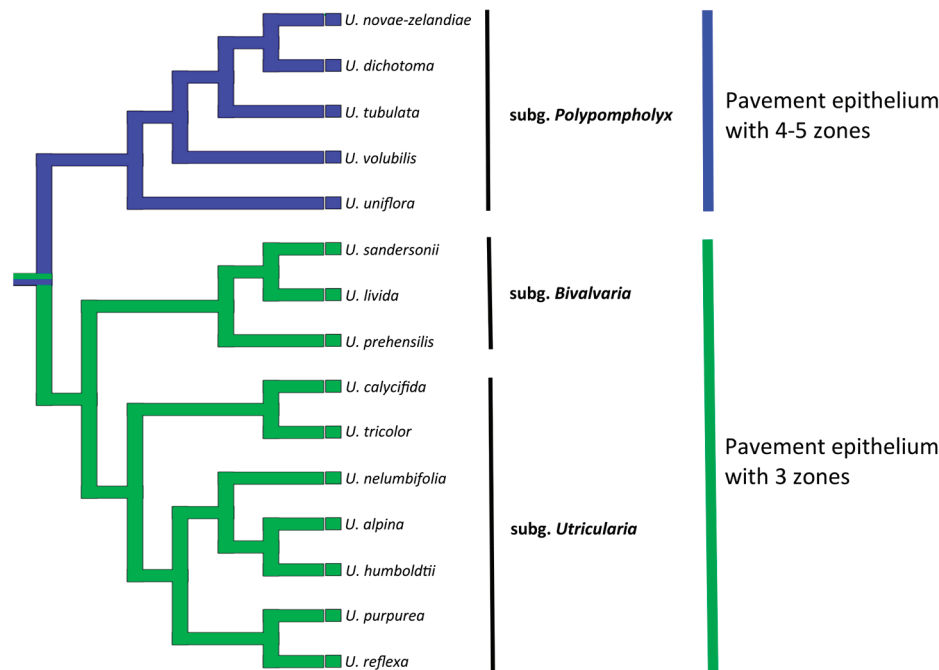 U. novae-zelandiae
U. dichotoma
U. tubulata
U. volubilis
U. uniflora
subg. Polypompholyx
Pavement epithelium
with 4-5 zones
U. sandersonii
U. livida
U. prehensilis
subg. Bivalvaria
U. calycifida
U. tricolor
U. nelumbifolia
U. alpina
U. humboldtii
U. purpurea
U. reflexa
subg. Utricularia
Pavement epithelium
with 3 zones